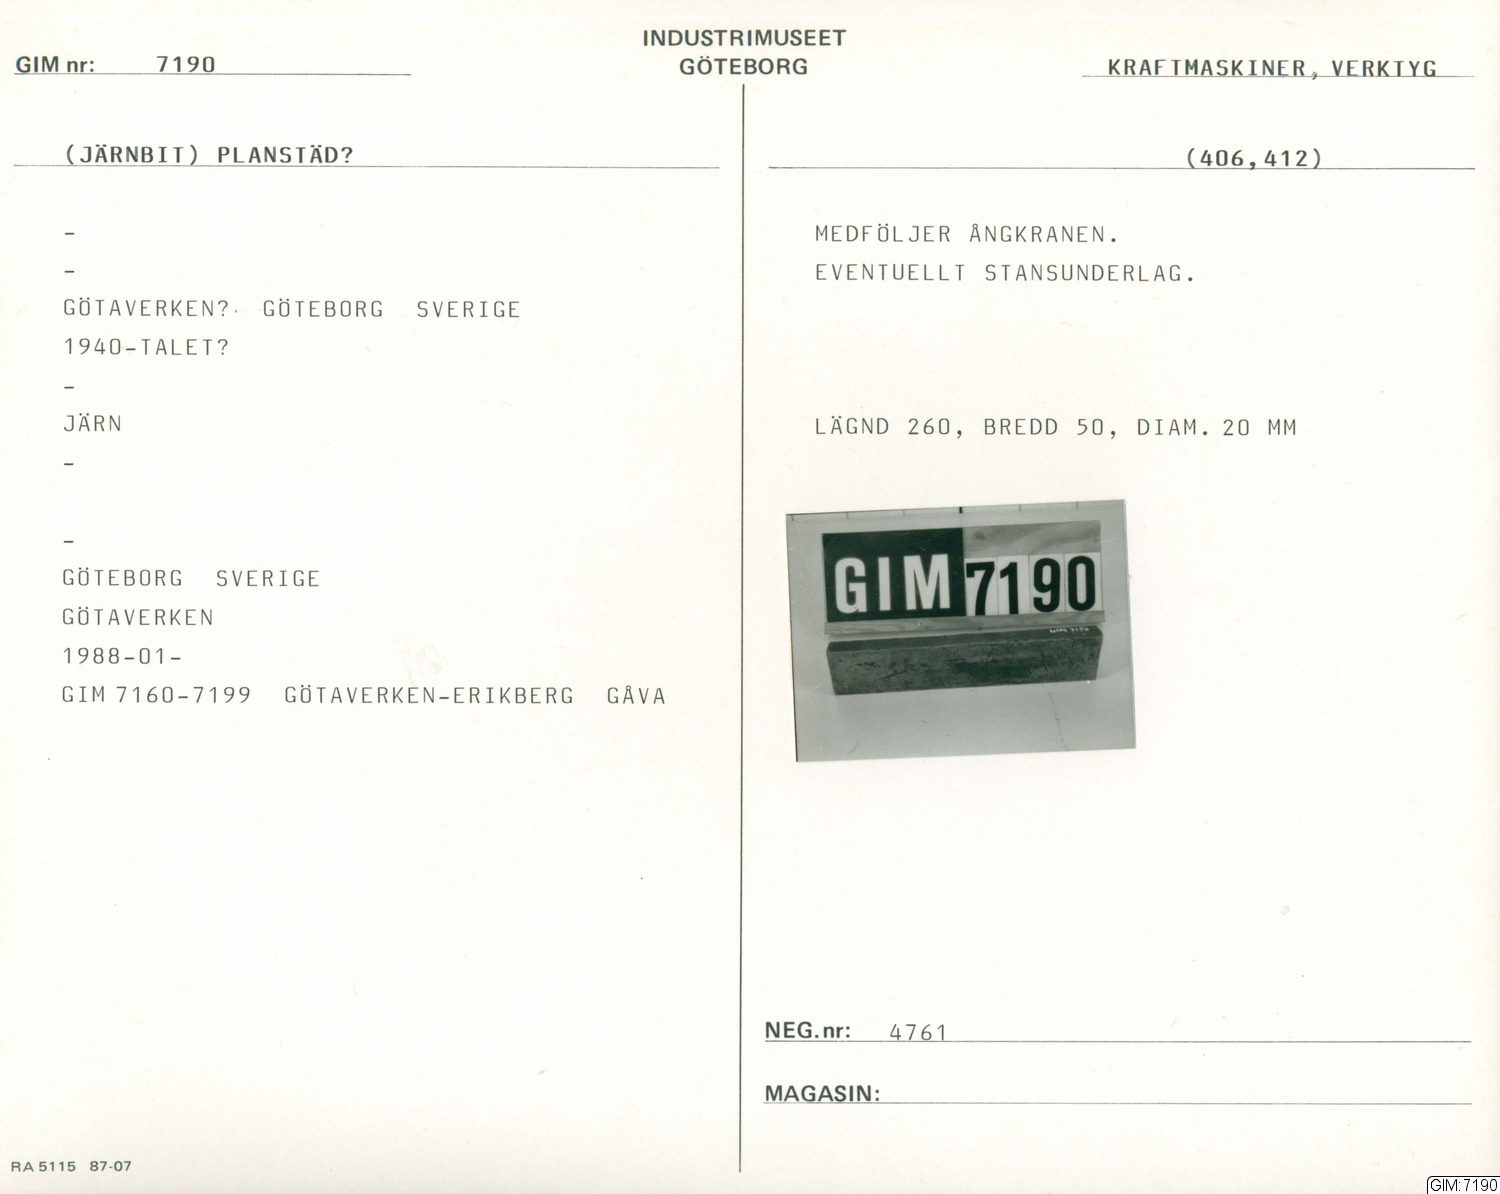 INDUSTRIMUSEET
GÖTEBORG
GIM nr: 7190
KRAFTMASKINER, VERKTYG
(JÄRNBIT) PLANSTÄD?
(406,412)
-
-
GÖTAVERKEN? GÖTEBORG SVERIGE
1940-TALET?
-
JÄRN
-
-
GÖTEBORG SVERIGE
GÖTAVERKEN
1988-01-
GIM 7160-7199 GÖTAVERKEN-ERIKBERG GÅVA
MEDFÖLJER ÅNGKRANEN.
EVENTUELLT STANSUNDERLAG.
LÄGND 260, BREDD 50, DIAM. 20 MM
GIM 7190
GIM 7190
NEG.nr: 4761
MAGASIN:
RA 5115 87-07
GIM:7190